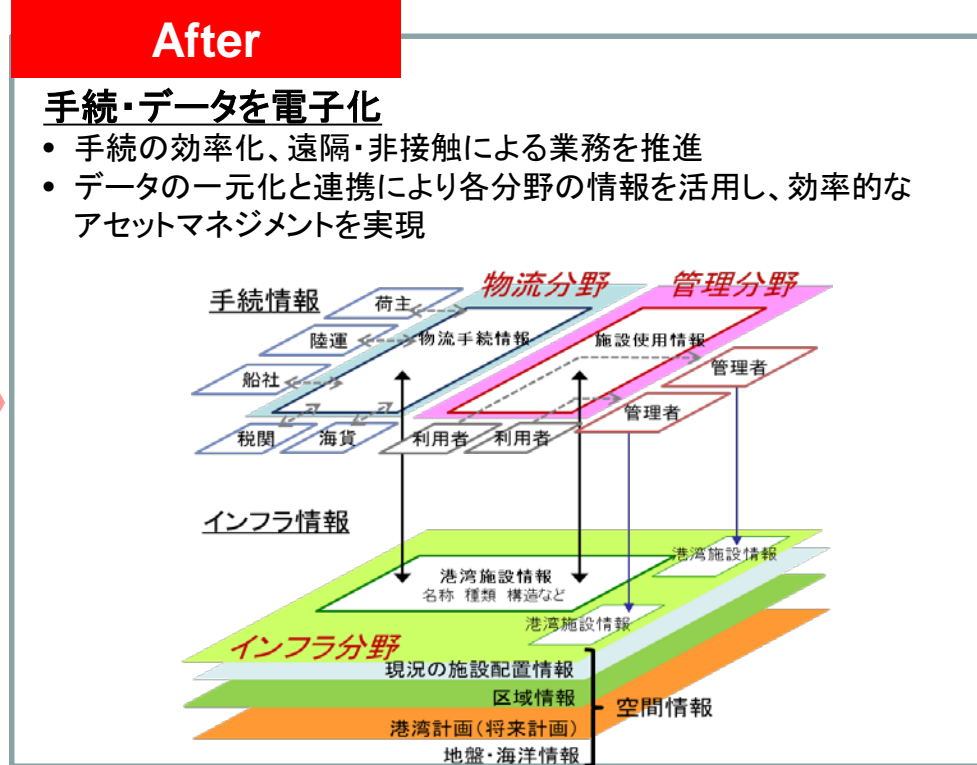 After
手続・データを電子化
• 手続の効率化、遠隔・非接触による業務を推進
• データの一元化と連携により各分野の情報を活用し、効率的な
アセットマネジメントを実現
物流分野
管理分野
手続情報
荷主
陸運
物流手続情報
施設使用情報
船社
管理者
管理者
税関
海貨
利用者
利用者
インフラ情報
港湾施設情報
港湾施設情報
名称 種類 構造など
港湾施設情報
インフラ分野
現況の施設配置情報
区域情報
空間情報
港湾計画(将来計画)
地盤・海洋情報